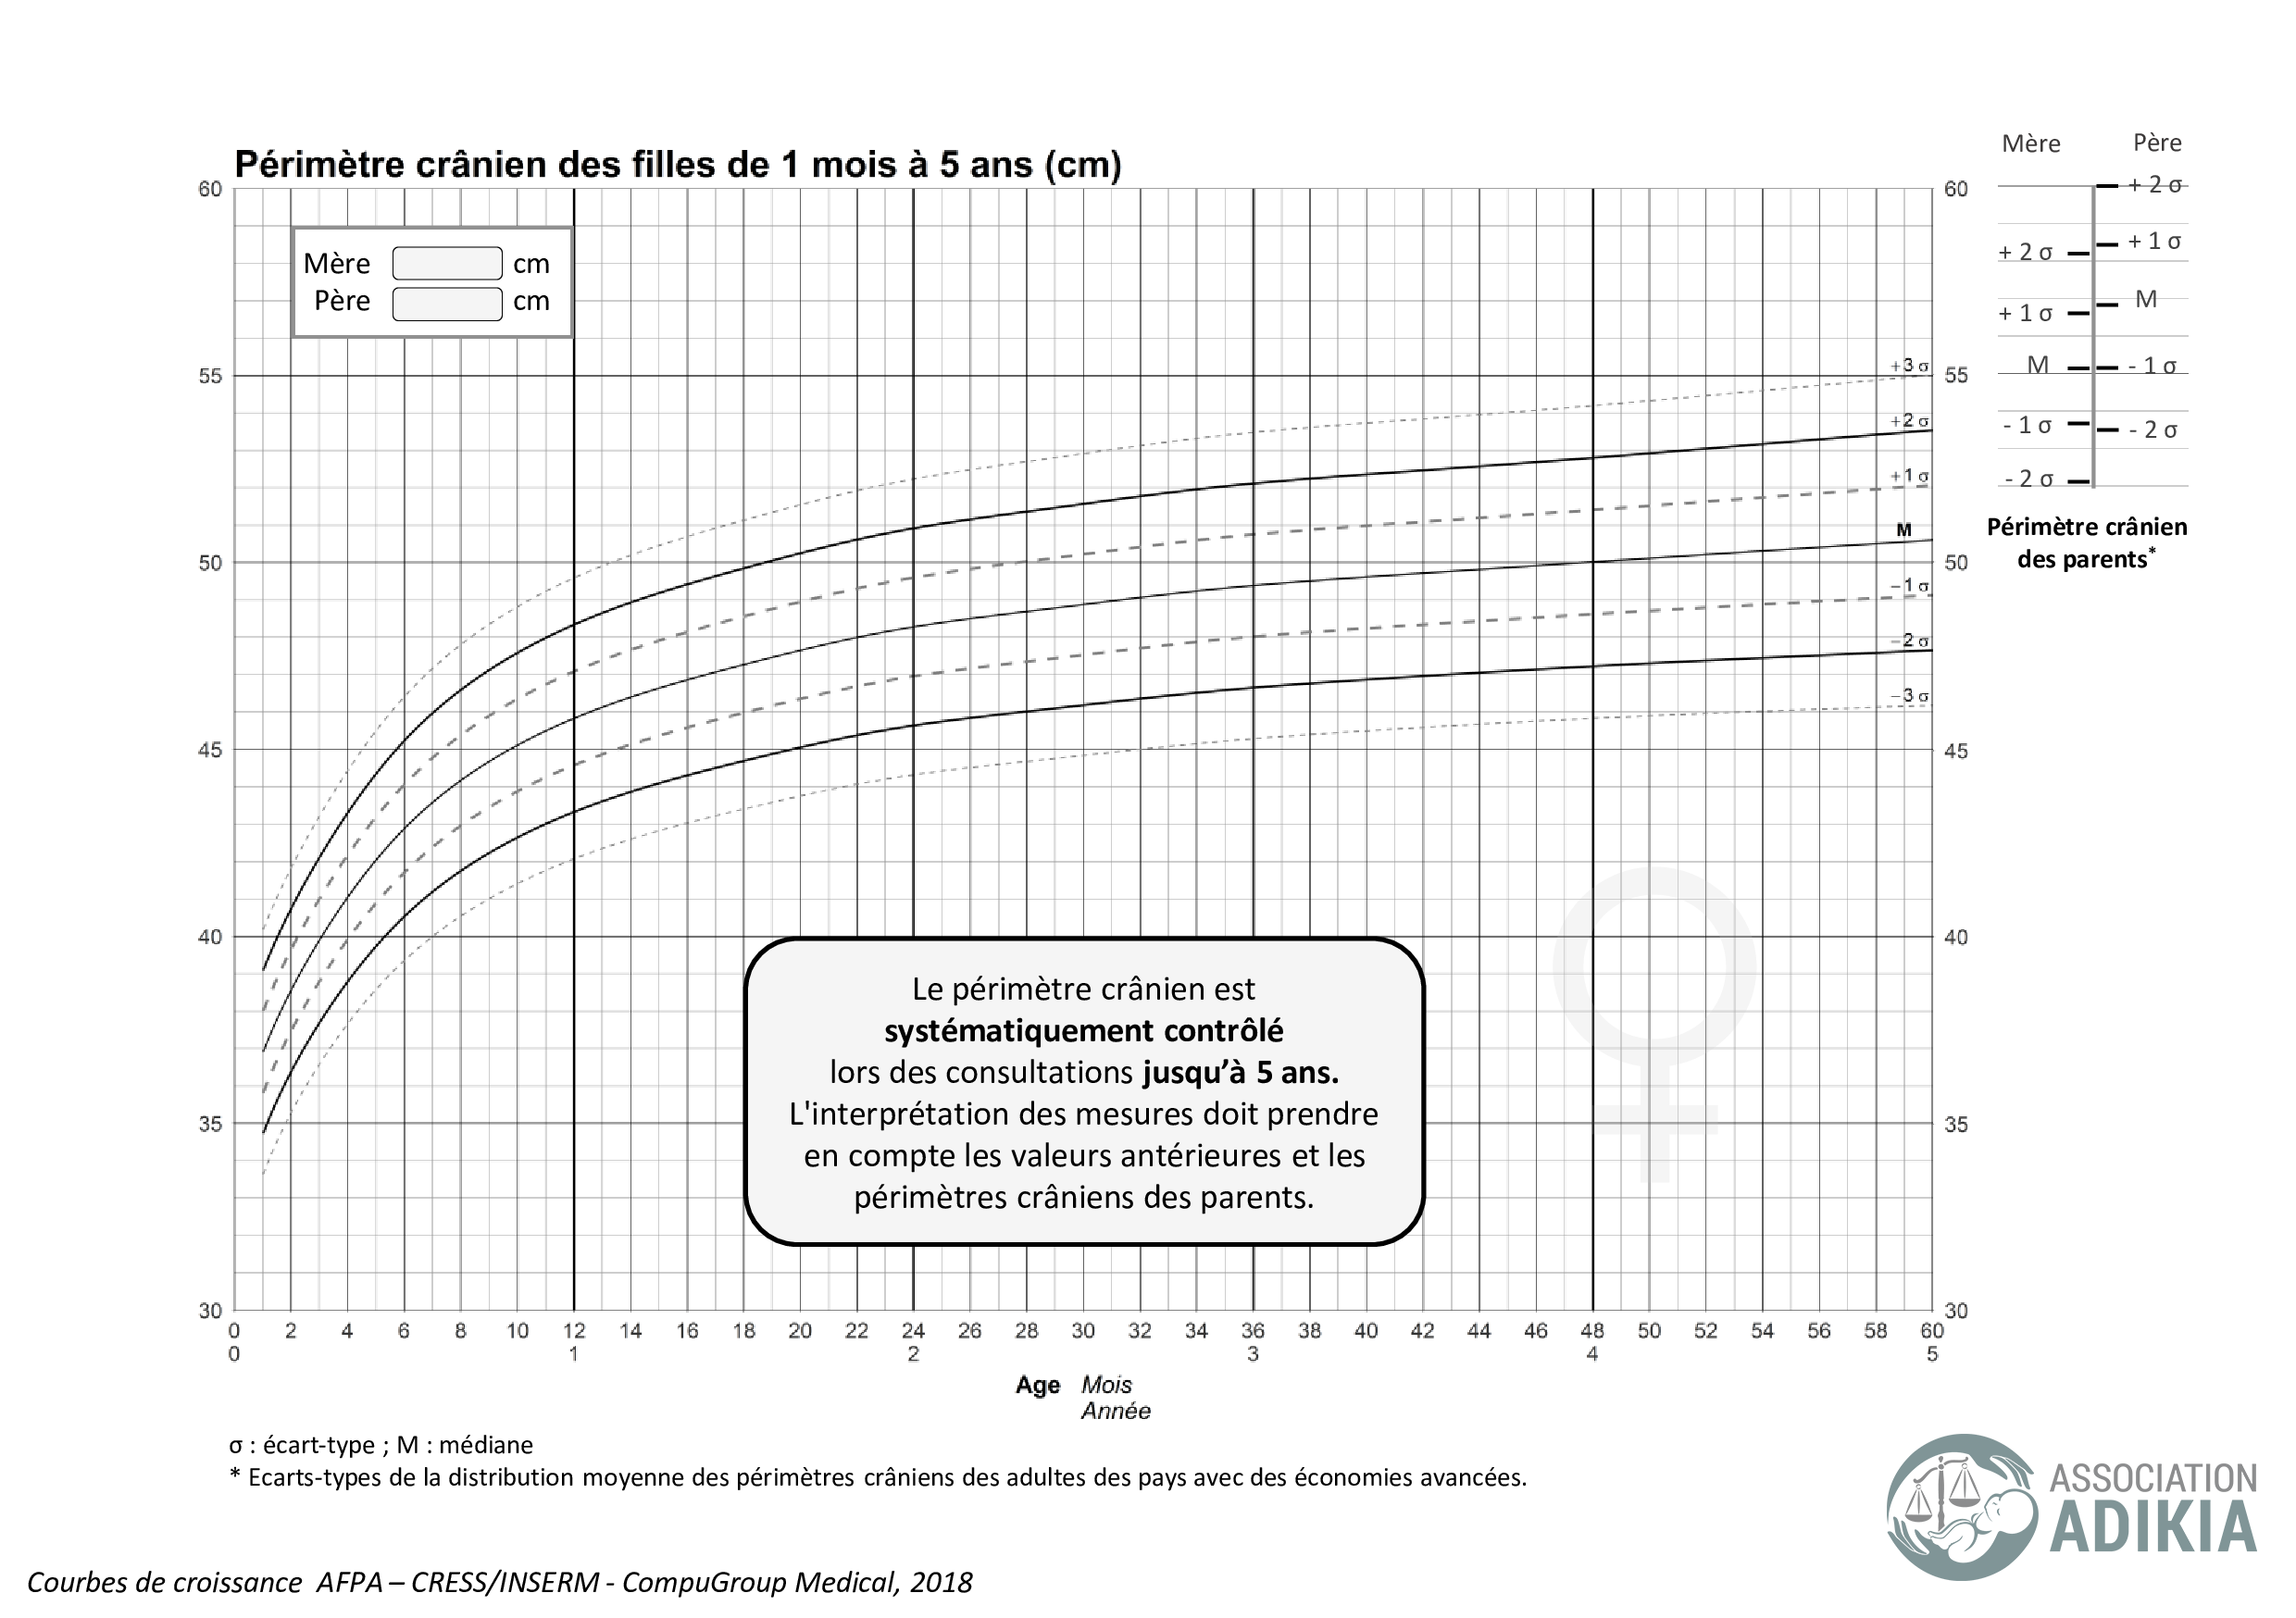 Périmètre crânien des filles de 1 mois à 5 ans (cm)
Mère Père
60 60
+ 2 σ
+ 1 σ
+ 2 σ
M
+ 1 σ
M
- 1 σ
- 1 σ
- 2 σ
- 2 σ
Périmètre crânien
des parents*
Mère cm
Père cm
55 55
+3 σ
+2 σ
+1 σ
M
50 50
−1 σ
−2 σ
−3 σ
45 45
40 40
Le périmètre crânien est
systématiquement contrôlé
lors des consultations jusqu’à 5 ans.
L'interprétation des mesures doit prendre
en compte les valeurs antérieures et les
périmètres crâniens des parents.
35 35
30 30
0 2 4 6 8 10 12 14 16 18 20 22 24 26 28 30 32 34 36 38 40 42 44 46 48 50 52 54 56 58 60
0 1 2 3 4 5
Age Mois
Année
σ : écart-type ; M : médiane
* Ecarts-types de la distribution moyenne des périmètres crâniens des adultes des pays avec des économies avancées.
ASSOCIATION
ADIKIA
Courbes de croissance AFPA – CRESS/INSERM - CompuGroup Medical, 2018